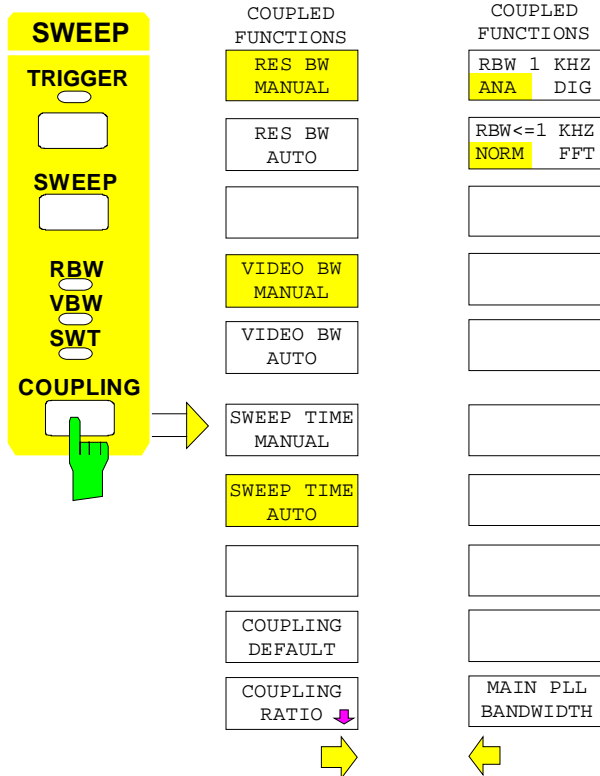 SWEEP
TRIGGER
SWEEP
RBW
VBW
SWT
COUPLING
COUPLED
FUNCTIONS
RES BW
MANUAL
RES BW
AUTO
VIDEO BW
MANUAL
VIDEO BW
AUTO
SWEEP TIME
MANUAL
SWEEP TIME
AUTO
COUPLING
DEFAULT
COUPLING
RATIO
COUPLED
FUNCTIONS
RBW 1 KHZ
ANA DIG
RBW<=1 KHZ
NORM FFT
MAIN PLL
BANDWIDTH